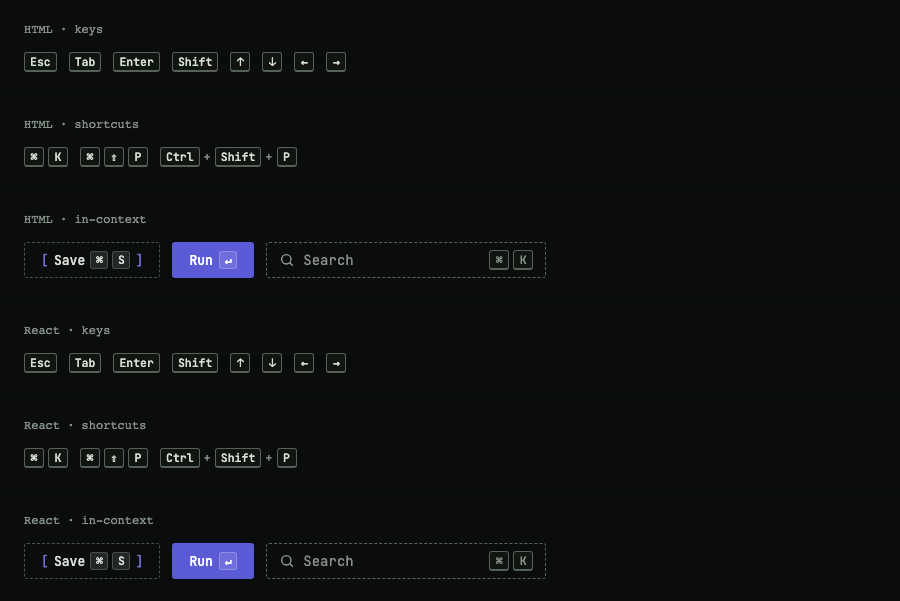 HTML · keys
Esc Tab Enter Shift ↑ ↓ ← →
HTML · shortcuts
⌘ K ⌘ ⇧ P Ctrl + Shift + P
HTML · in-context
[ Save ⌘ S ] Run ↵ Search ⌘ K
React · keys
Esc Tab Enter Shift ↑ ↓ ← →
React · shortcuts
⌘ K ⌘ ⇧ P Ctrl + Shift + P
React · in-context
[ Save ⌘ S ] Run ↵ Search ⌘ K